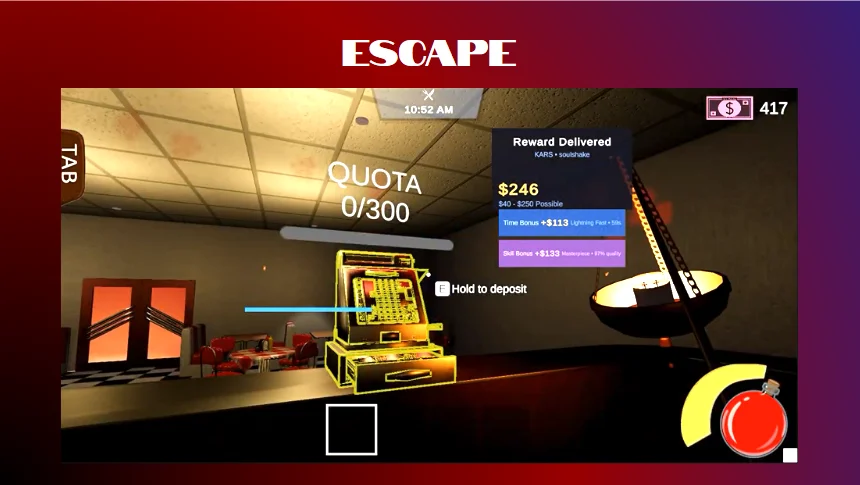 ESCAPE
10:52 AM
$ 417
TAB
QUOTA
0/300
Reward Delivered
KARS • soulshake
$246
$40 - $250 Possible
Time Bonus +$113 Lightning Fast • 59s
Skill Bonus +$133 Masterpiece • 97% quality
F Hold to deposit